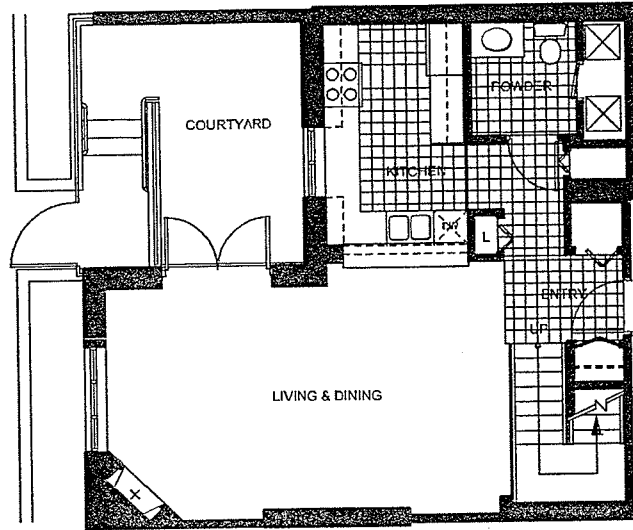 COURTYARD
POWDER
KITCHEN
DW
L
ENTRY
UP
LIVING & DINING